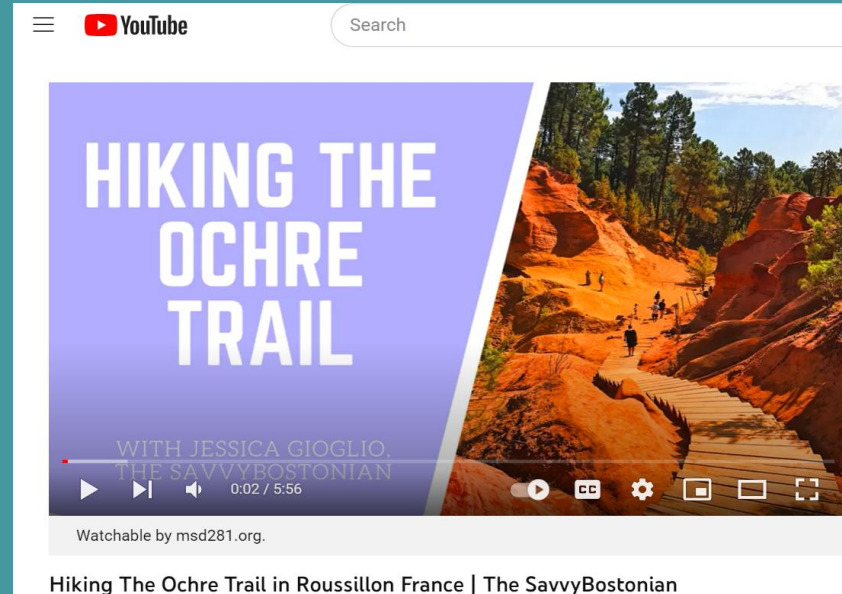 YouTube
Search
HIKING THE
OCHRE
TRAIL
WITH JESSICA GIOGLIO,
THE SAVVYBOSTONIAN
0:02 / 5:56
CC
Watchable by msd281.org.
Hiking The Ochre Trail in Roussillon France | The SavvyBostonian